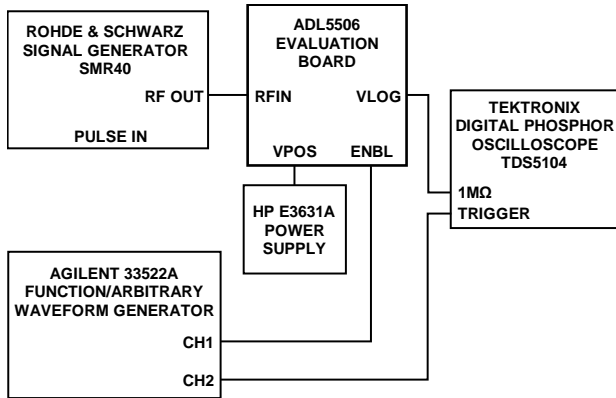 ROHDE & SCHWARZ
SIGNAL GENERATOR
SMR40
RF OUT
PULSE IN
ADL5506
EVALUATION
BOARD
RFIN
VLOG
VPOS
ENBL
TEKTRONIX
DIGITAL PHOSPHOR
OSCILLOSCOPE
TDS5104
1MΩ
TRIGGER
HP E3631A
POWER
SUPPLY
AGILENT 33522A
FUNCTION/ARBITRARY
WAVEFORM GENERATOR
CH1
CH2